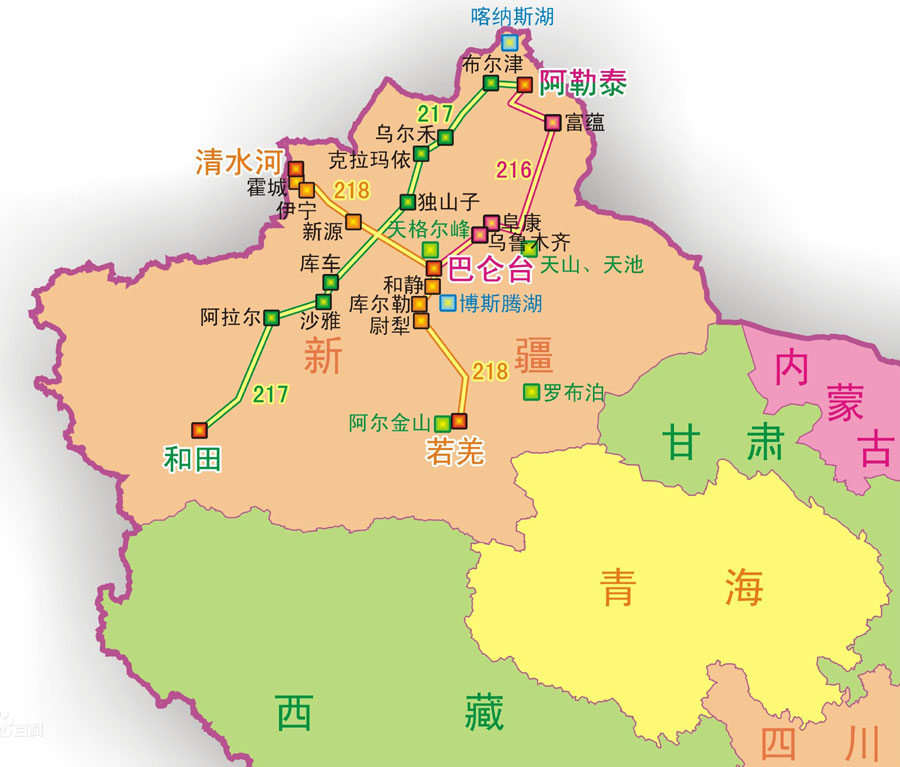 喀纳斯湖
布尔津
阿勒泰
217
乌尔禾
富蕴
克拉玛依
清水河
216
霍城
218
伊宁
独山子
新源
天格尔峰
阜康
乌鲁木齐
库车
巴仑台
天山、天池
和静
阿拉尔
沙雅
库尔勒
博斯腾湖
尉犁
新疆
218
217
罗布泊
内蒙古
阿尔金山
若羌
甘肃
和田
青海
西藏
四川
百科